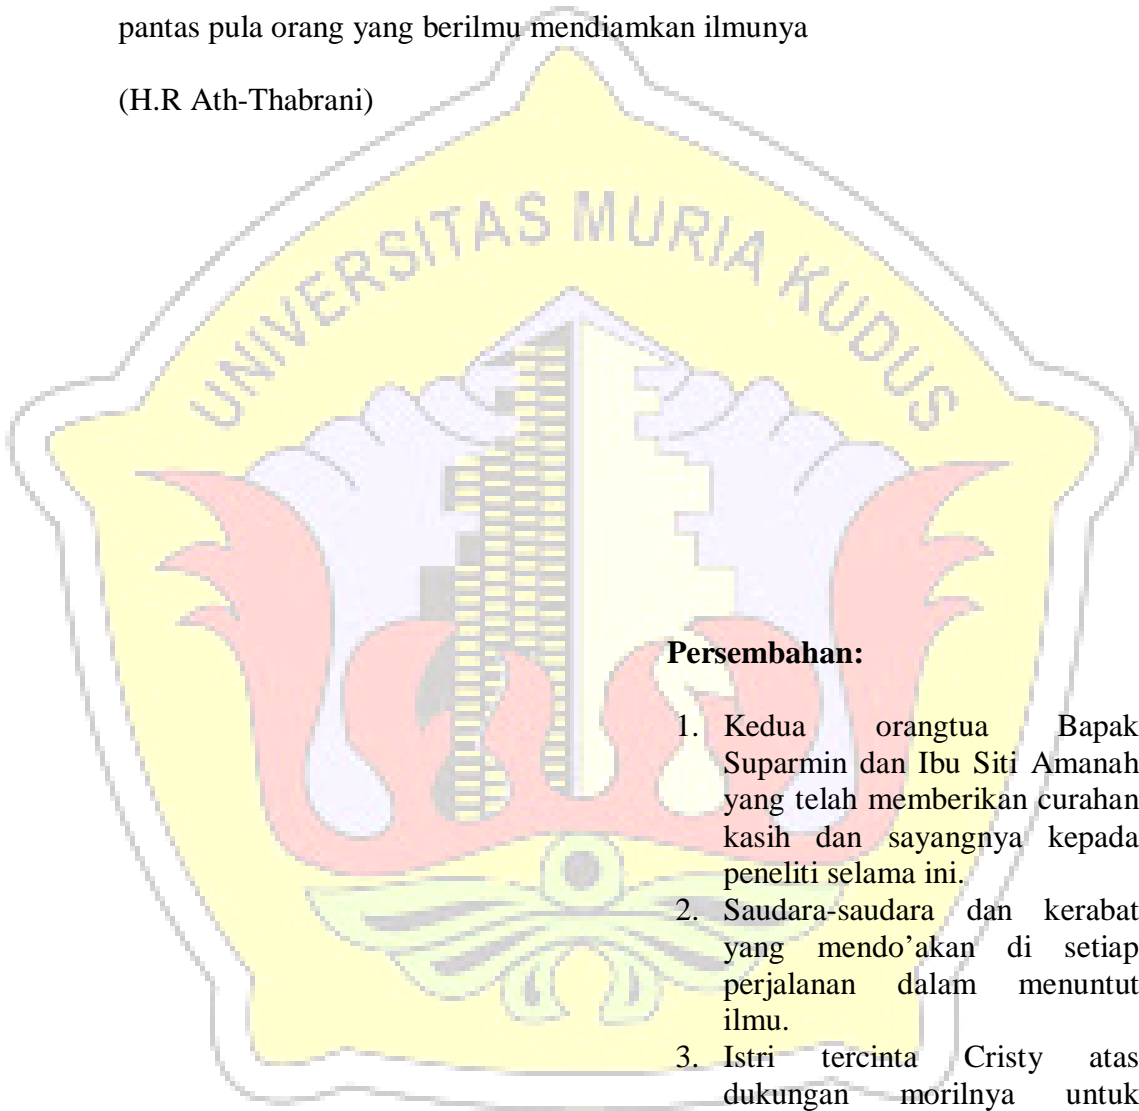 pantas pula orang yang berilmu mendiamkan ilmunya
(H.R Ath-Thabrani)
UNIVERSITAS MURIA KUDUS
Persembahan:
1. Kedua orangtua Bapak
Suparmin dan Ibu Siti Amanah
yang telah memberikan curahan
kasih dan sayangnya kepada
peneliti selama ini.
2. Saudara-saudara dan kerabat
yang mendo’akan di setiap
perjalanan dalam menuntut
ilmu.
3. Istri tercinta Cristy atas
dukungan morilnya untuk